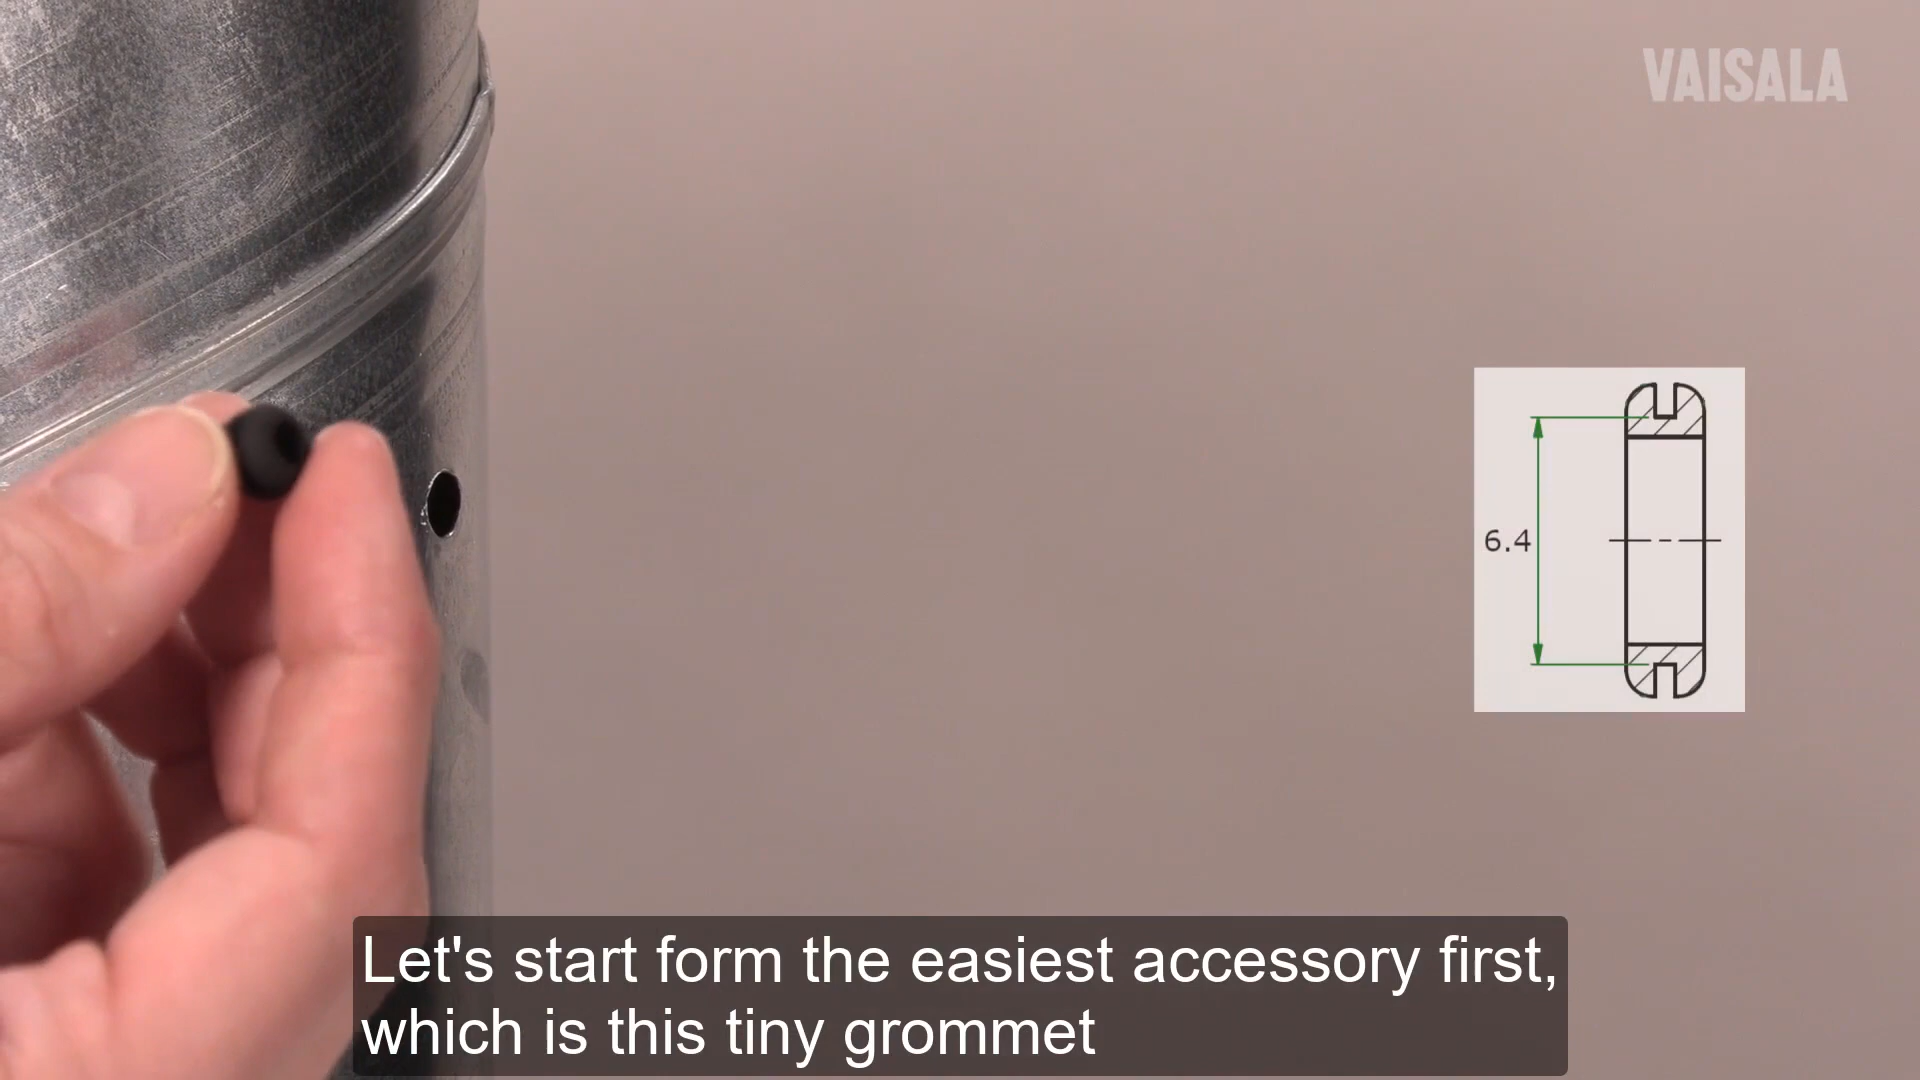 VAISALA
6.4
Let's start form the easiest accessory first,
which is this tiny grommet